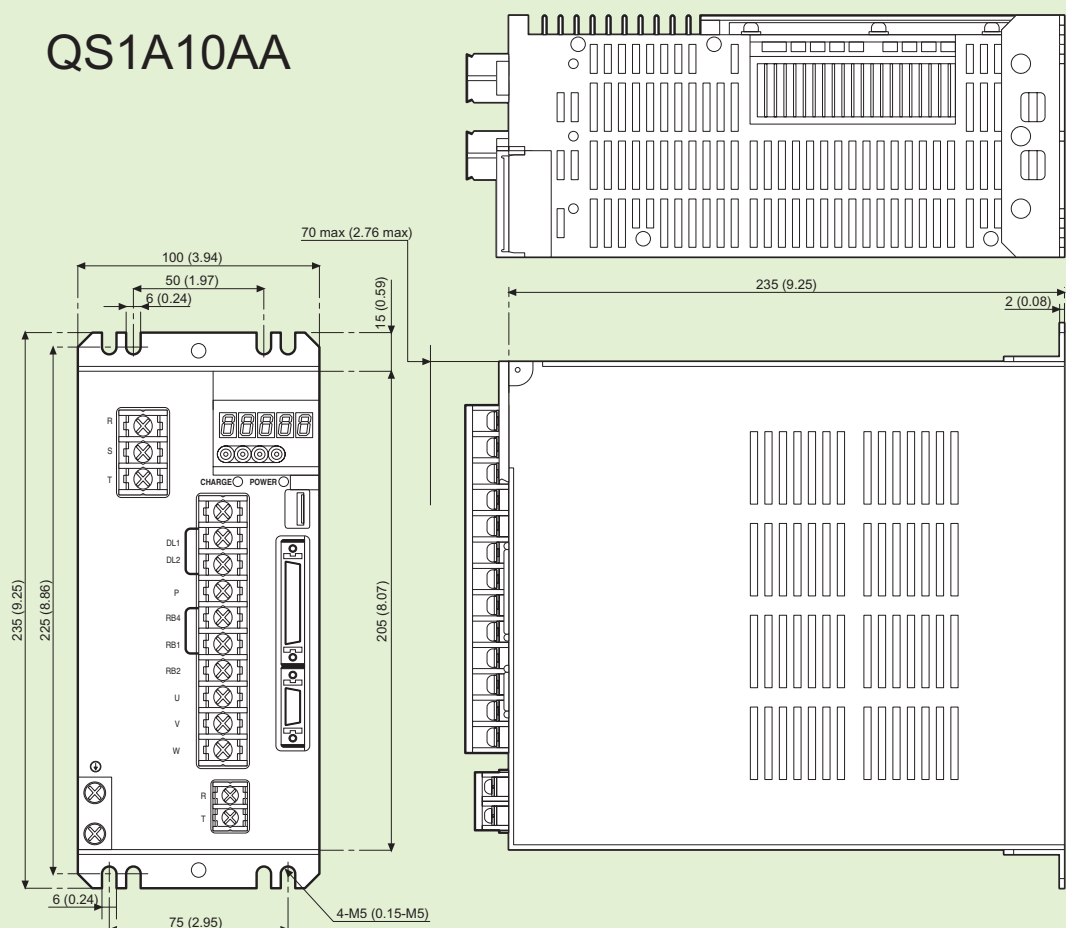 QS1A10AA
70 max (2.76 max)
100 (3.94)
50 (1.97)
6 (0.24)
15 (0.59)
235 (9.25)
2 (0.08)
R
S
T
88888
CHARGE
POWER
DL1
DL2
P
RB4
RB1
RB2
U
V
W
235 (9.25)
225 (8.86)
205 (8.07)
R
T
6 (0.24)
75 (2.95)
4-M5 (0.15-M5)